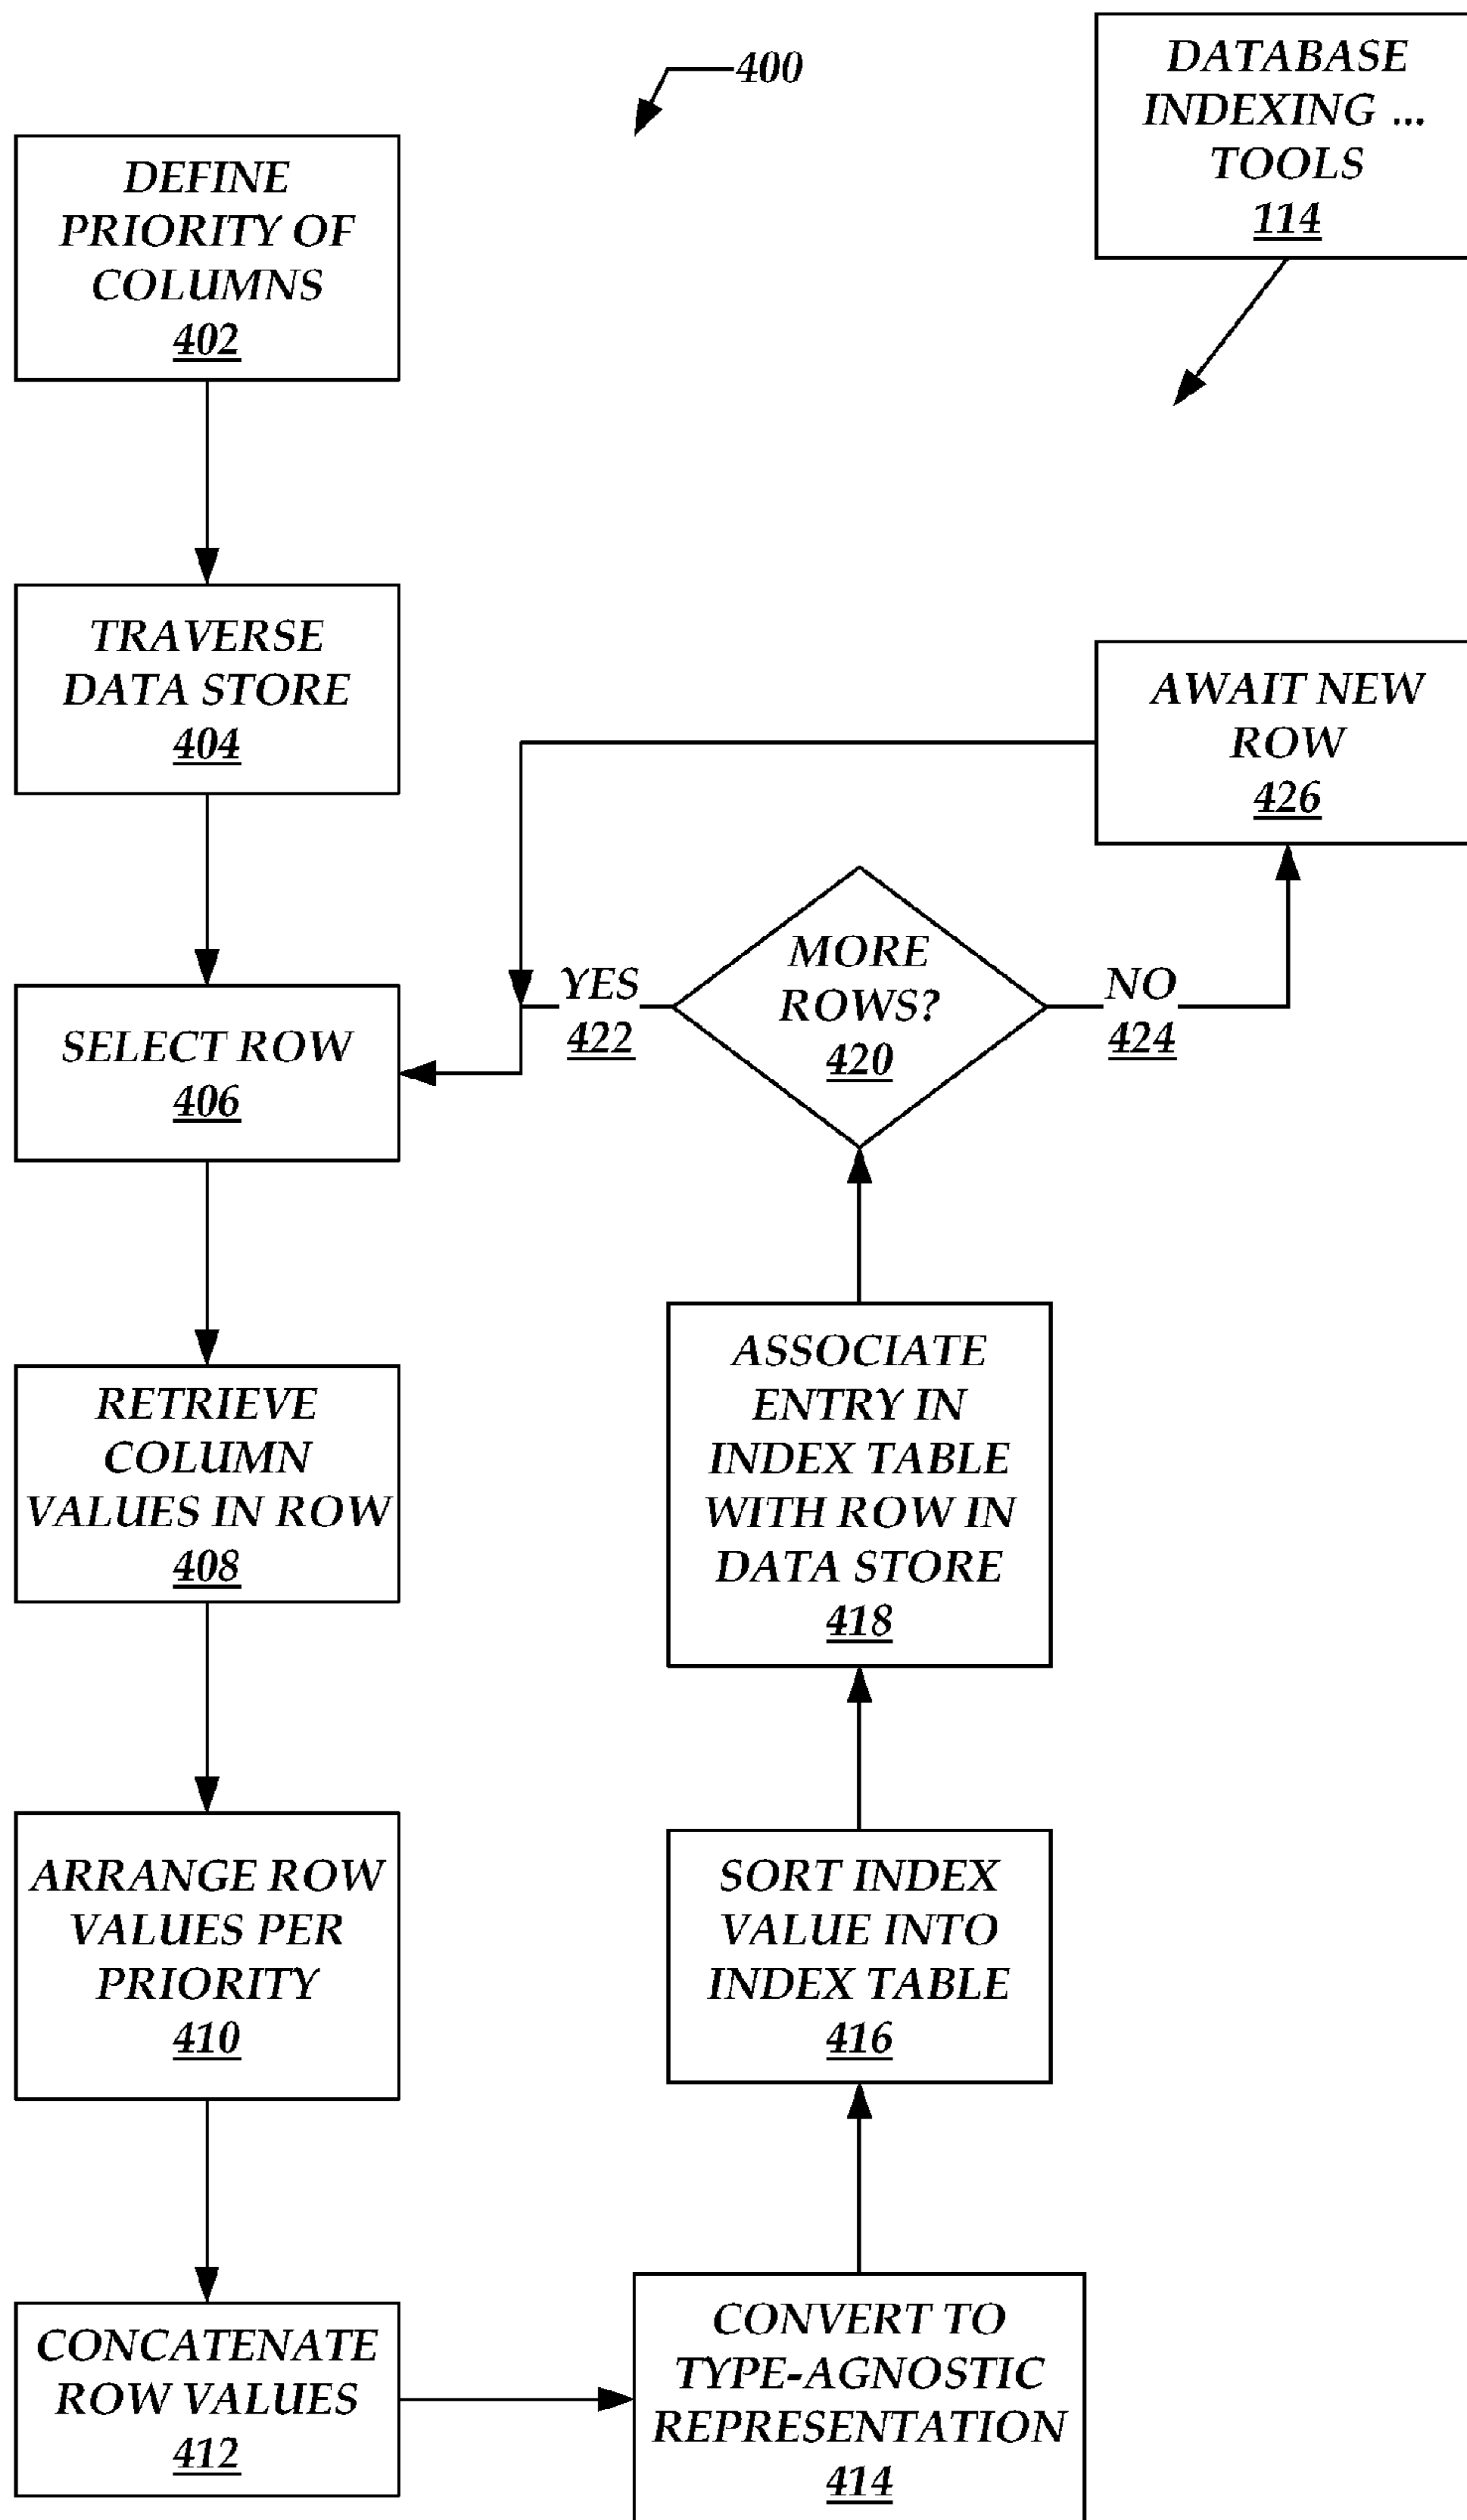 400
DATABASE
INDEXING ...
TOOLS
114
DEFINE
PRIORITY OF
COLUMNS
402
TRAVERSE
DATA STORE
404
AWAIT NEW
ROW
426
SELECT ROW
406
YES
422
MORE
ROWS?
420
NO
424
RETRIEVE
COLUMN
VALUES IN ROW
408
ARRANGE ROW
VALUES PER
PRIORITY
410
CONCATENATE
ROW VALUES
412
CONVERT TO
TYPE-AGNOSTIC
REPRESENTATION
414
SORT INDEX
VALUE INTO
INDEX TABLE
416
ASSOCIATE
ENTRY IN
INDEX TABLE
WITH ROW IN
DATA STORE
418